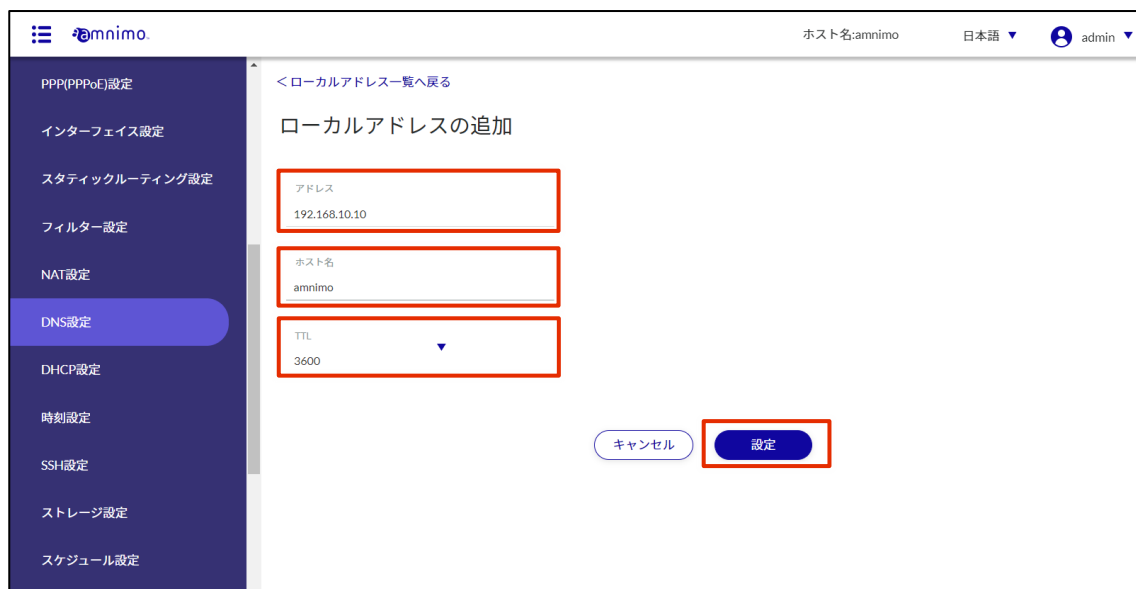 amnimo.
ホスト名:amnimo
日本語 ▼
admin ▼
PPP(PPPoE)設定
インターフェイス設定
スタティックルーティング設定
フィルター設定
NAT設定
DNS設定
DHCP設定
時刻設定
SSH設定
ストレージ設定
スケジュール設定
<ローカルアドレス一覧へ戻る
ローカルアドレスの追加
アドレス
192.168.10.10
ホスト名
amnimo
TTL
3600
キャンセル
設定